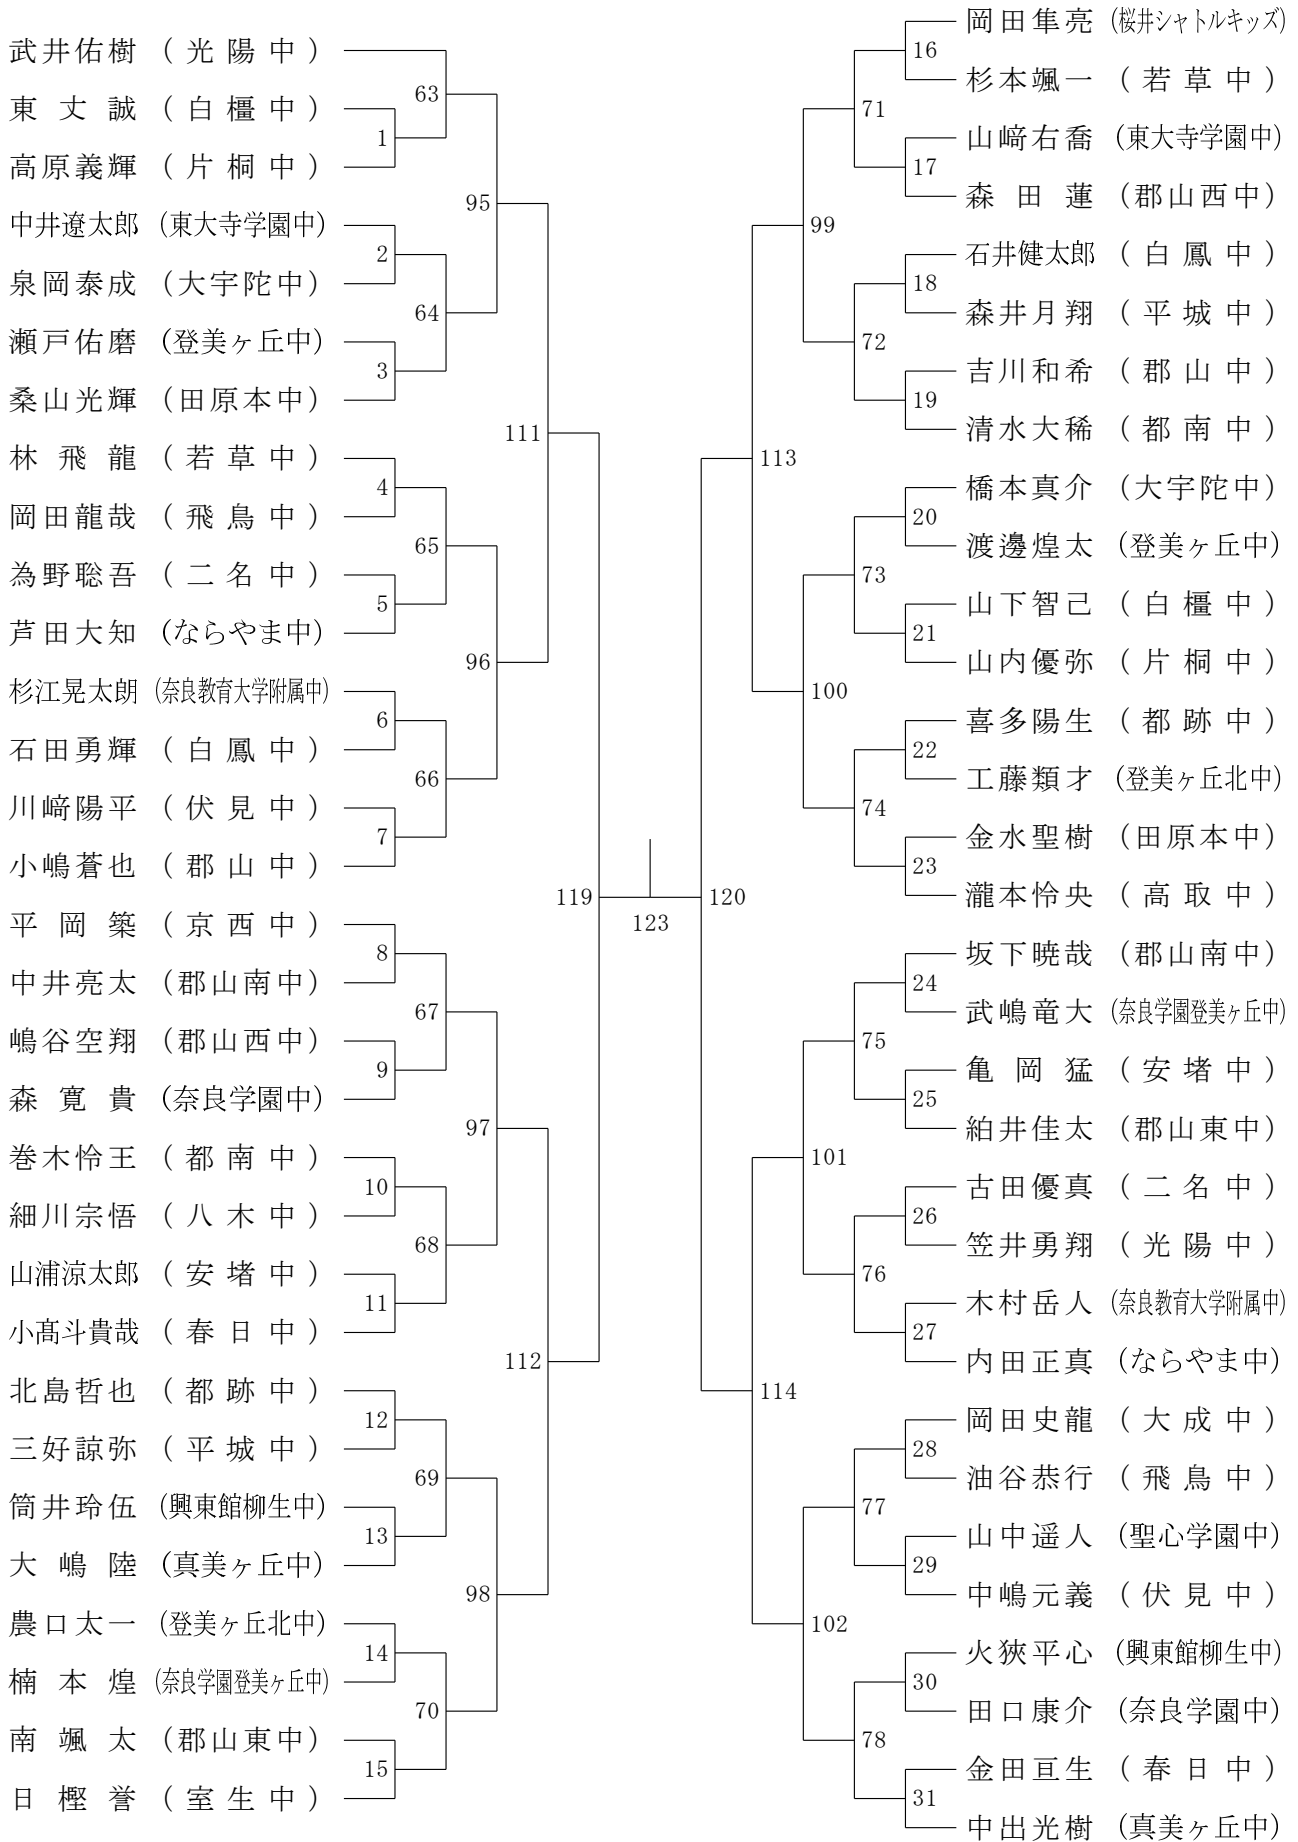 武井佑樹 (光陽中)
東丈誠 (白橿中)
高原義輝 (片桐中)
中井遼太郎 (東大寺学園中)
泉岡泰成 (大宇陀中)
瀬戸佑磨 (登美ヶ丘中)
桑山光輝 (田原本中)
林飛龍 (若草中)
岡田龍哉 (飛鳥中)
為野聡吾 (二名中)
芦田大知 (ならやま中)
杉江晃太朗 (奈良教育大学附属中)
石田勇輝 (白鳳中)
川﨑陽平 (伏見中)
小嶋蒼也 (郡山中)
平岡築 (京西中)
中井亮太 (郡山南中)
嶋谷空翔 (郡山西中)
森寛貴 (奈良学園中)
巻木怜王 (都南中)
細川宗悟 (八木中)
山浦涼太郎 (安堵中)
小髙斗貴哉 (春日中)
北島哲也 (都跡中)
三好諒弥 (平城中)
筒井玲伍 (興東館柳生中)
大嶋陸 (真美ヶ丘中)
農口太一 (登美ヶ丘北中)
楠本煌 (奈良学園登美ヶ丘中)
南颯太 (郡山東中)
日樫誉 (室生中)
1
2
3
4
5
6
7
8
9
10
11
12
13
14
15
63
64
65
66
67
68
69
70
95
96
97
98
111
112
119
123
120
113
114
99
100
101
102
71
72
73
74
75
76
77
78
16
17
18
19
20
21
22
23
24
25
26
27
28
29
30
31
岡田隼亮 (桜井シャトルキッズ)
杉本颯一 (若草中)
山﨑右喬 (東大寺学園中)
森田蓮 (郡山西中)
石井健太郎 (白鳳中)
森井月翔 (平城中)
吉川和希 (郡山中)
清水大稀 (都南中)
橋本真介 (大宇陀中)
渡邊煌太 (登美ヶ丘中)
山下智己 (白橿中)
山内優弥 (片桐中)
喜多陽生 (都跡中)
工藤類才 (登美ヶ丘北中)
金水聖樹 (田原本中)
瀧本怜央 (高取中)
坂下暁哉 (郡山南中)
武嶋竜大 (奈良学園登美ヶ丘中)
亀岡猛 (安堵中)
絈井佳太 (郡山東中)
古田優真 (二名中)
笠井勇翔 (光陽中)
木村岳人 (奈良教育大学附属中)
内田正真 (ならやま中)
岡田史龍 (大成中)
油谷恭行 (飛鳥中)
山中遥人 (聖心学園中)
中嶋元義 (伏見中)
火狹平心 (興東館柳生中)
田口康介 (奈良学園中)
金田亘生 (春日中)
中出光樹 (真美ヶ丘中)